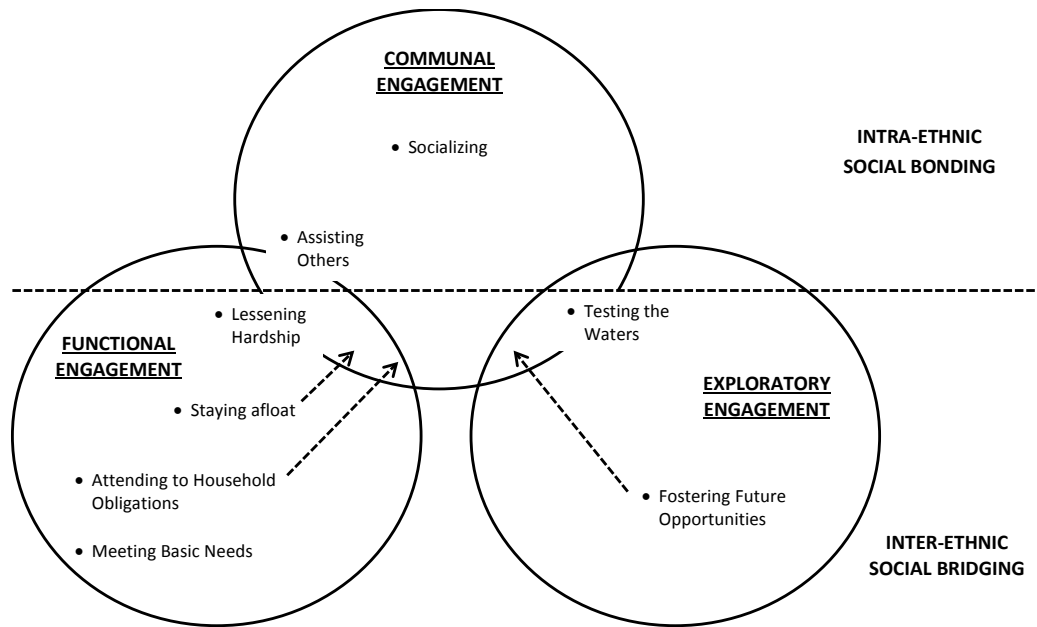 COMMUNAL
ENGAGEMENT
• Socializing
INTRA-ETHNIC
SOCIAL BONDING
• Assisting
Others
• Lessening
Hardship
• Testing the
Waters
FUNCTIONAL
ENGAGEMENT
EXPLORATORY
ENGAGEMENT
• Staying afloat
• Attending to Household
Obligations
• Fostering Future
Opportunities
• Meeting Basic Needs
INTER-ETHNIC
SOCIAL BRIDGING